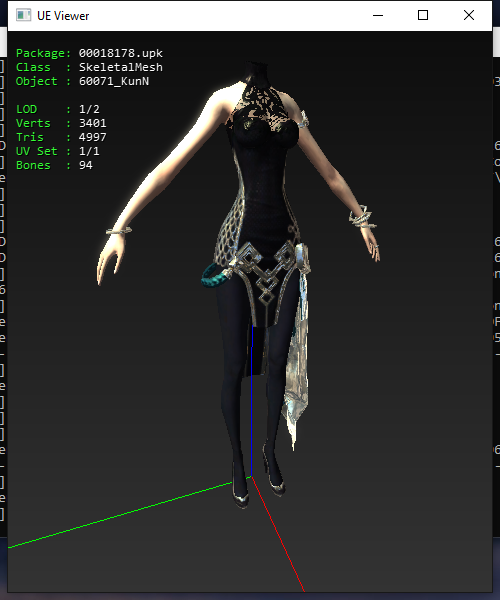 UE Viewer
Package: 00018178.upk
Class : SkeletalMesh
Object : 60071_KunN
LOD : 1/2
Verts : 3401
Tris : 4997
UV Set : 1/1
Bones : 94